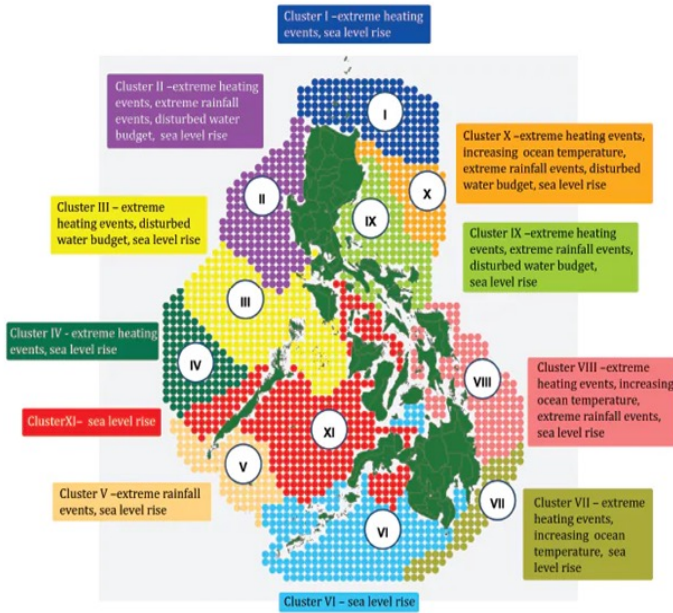 Cluster I –extreme heating
events, sea level rise
Cluster II –extreme heating
events, extreme rainfall
events, disturbed water
budget, sea level rise
I
Cluster X –extreme heating events,
increasing ocean temperature,
extreme rainfall events, disturbed
water budget, sea level rise
II
X
Cluster III – extreme
heating events, disturbed
water budget, sea level rise
IX
Cluster IX –extreme heating
events, extreme rainfall events,
disturbed water budget,
sea level rise
III
Cluster IV - extreme heating
events, sea level rise
IV
VIII
Cluster VIII –extreme
heating events, increasing
ocean temperature,
extreme rainfall events,
sea level rise
ClusterXI– sea level rise
XI
V
Cluster V –extreme rainfall
events, sea level rise
VII
Cluster VII – extreme
heating events,
increasing ocean
temperature, sea
level rise
VI
Cluster VI – sea level rise